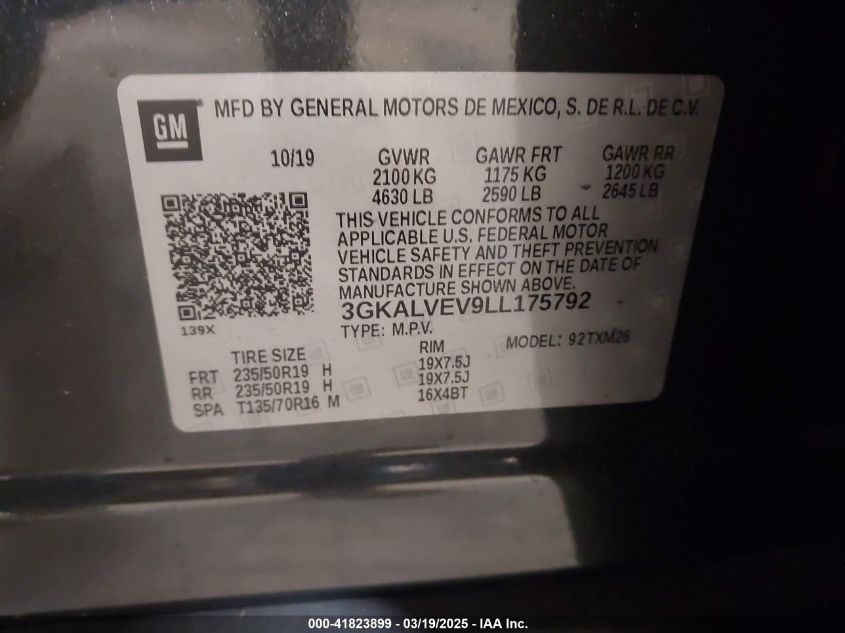 GM
MFD BY GENERAL MOTORS DE MEXICO, S. DE R.L. DE C.V.
10/19 GVWR GAWR FRT GAWR RR
2100 KG 1175 KG 1200 KG
4630 LB 2590 LB 2645 LB
THIS VEHICLE CONFORMS TO ALL
APPLICABLE U.S. FEDERAL MOTOR
VEHICLE SAFETY AND THEFT PREVENTION
STANDARDS IN EFFECT ON THE DATE OF
MANUFACTURE SHOWN ABOVE.
139X
3GKALVEV9LL175792
TYPE: M.P.V. MODEL: 92TXM26
TIRE SIZE RIM
FRT 235/50R19 H 19X7.5J
RR 235/50R19 H 19X7.5J
SPA T135/70R16 M 16X4BT
000-41823899 - 03/19/2025 - IAA Inc.